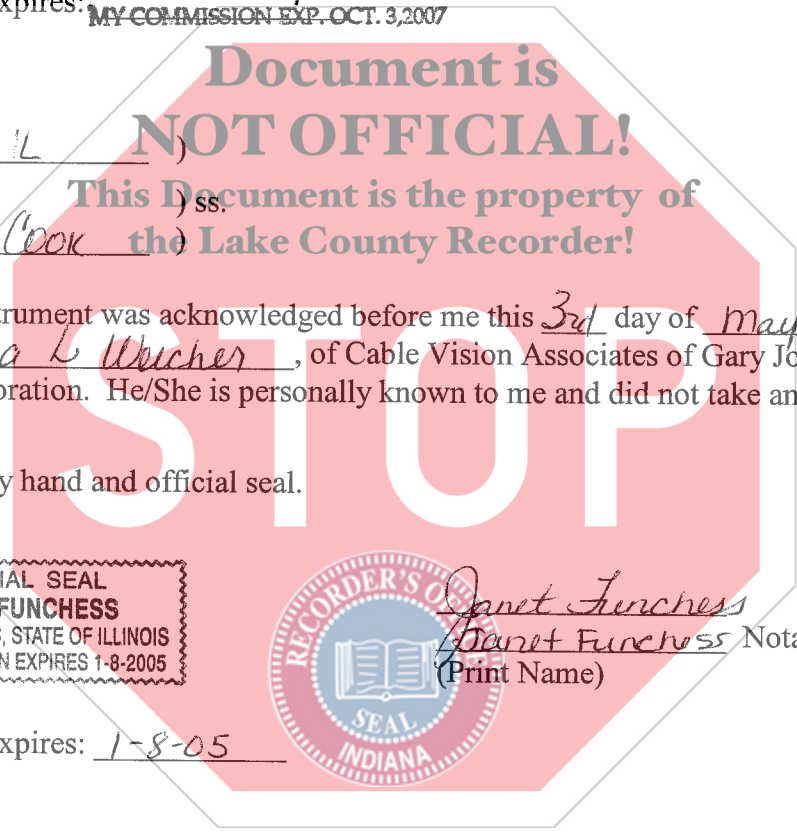 xpires: MY COMMISSION EXP. OCT. 3,2007
Document is
NOT OFFICIAL!
IL )
This Document is the property of
) ss.
the Lake County Recorder!
Cook )
trument was acknowledged before me this 3rd day of May
a L , of Cable Vision Associates of Gary Jo
oration. He/She is personally known to me and did not take an
STOP
y hand and official seal.
IAL SEAL
FUNCHESS
, STATE OF ILLINOIS
N EXPIRES 1-8-2005
RECORDER'S OF
SEAL
INDIANA
Janet Funchess
Janet Funchess Nota
(Print Name)
xpires: 1-8-05